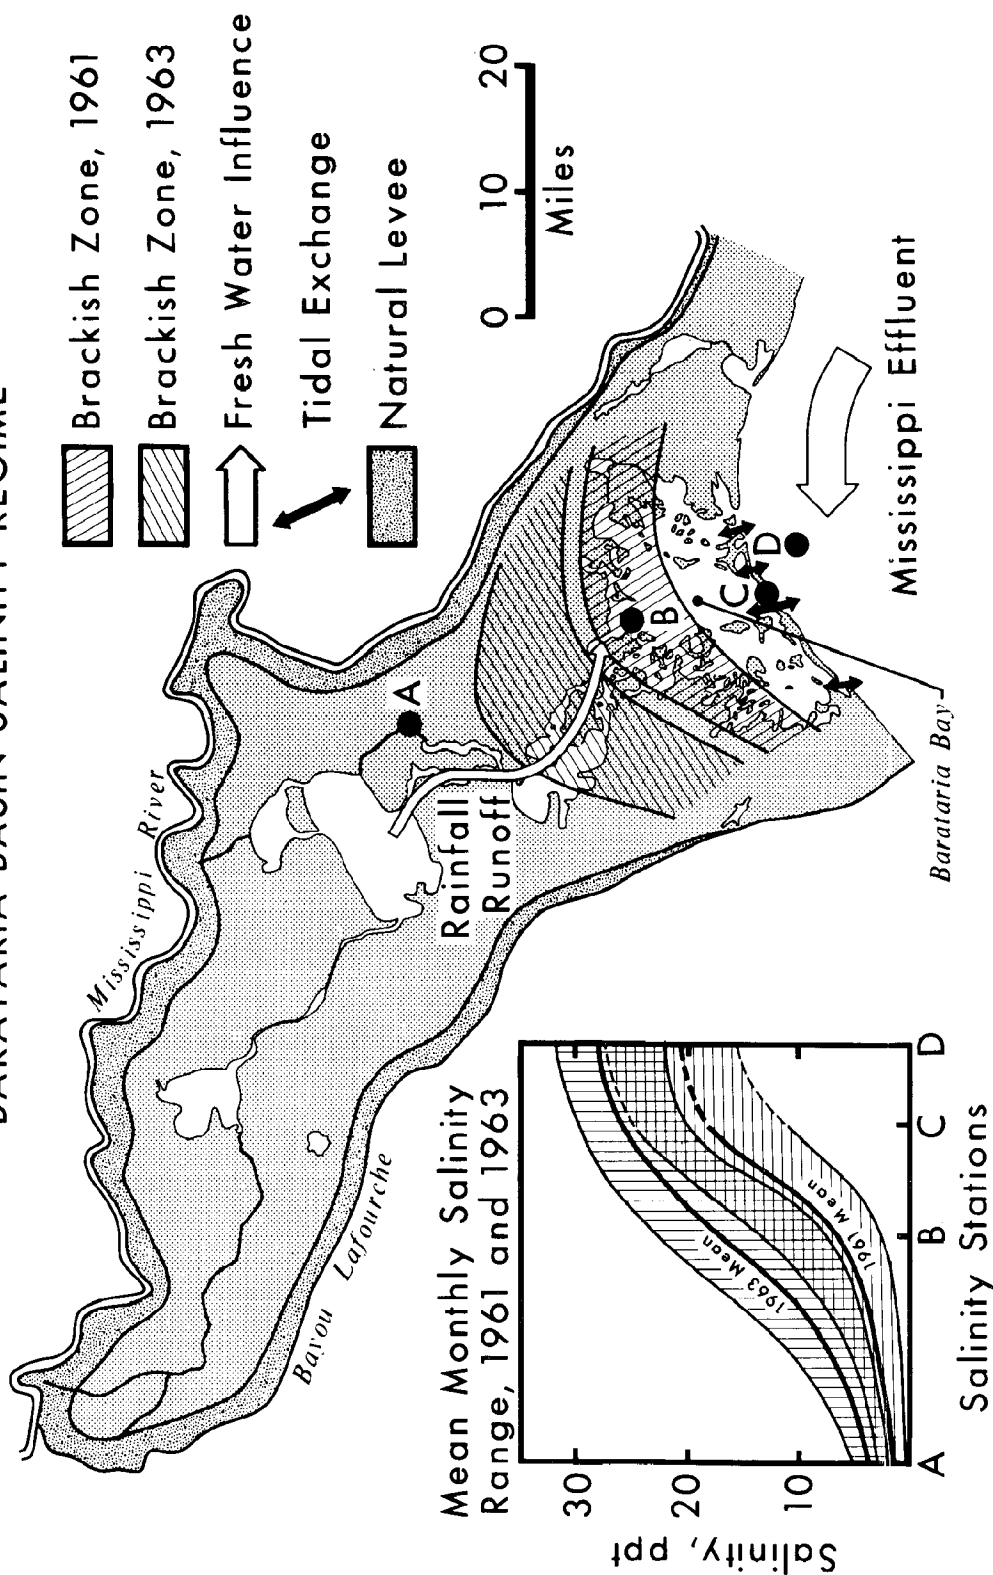 BARATARIA BASIN SALINITY REGIME
Brackish Zone, 1961
Brackish Zone, 1963
Fresh Water Influence
Tidal Exchange
Natural Levee
0 10 20
Miles
Mississippi River
Bayou Lafourche
Rainfall
Runoff
A
B
C
D
Mississippi Effluent
Barataria Bay
Mean Monthly Salinity
Range, 1961 and 1963
Salinity, ppt
30
20
10
1963 Mean
1961 Mean
A B C D
Salinity Stations